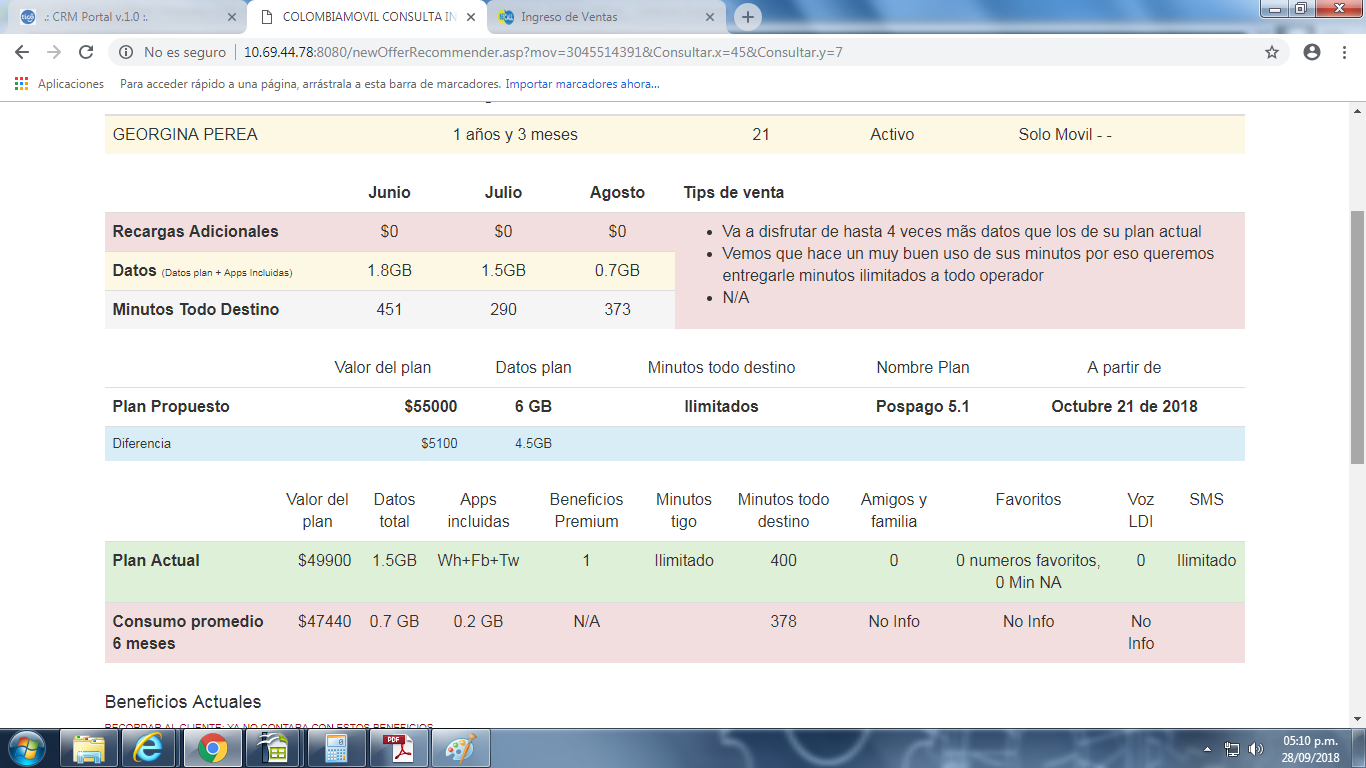 .: CRM Portal v.1.0 :.
COLOMBIAMOVIL CONSULTA IN
Ingreso de Ventas
No es seguro
10.69.44.78:8080/newOfferRecommender.asp?mov=3045514391&Consultar.x=45&Consultar.y=7
Aplicaciones
Para acceder rápido a una página, arrástrala a esta barra de marcadores.
Importar marcadores ahora...
GEORGINA PEREA 1 años y 3 meses 21 Activo Solo Movil - -
Junio Julio Agosto Tips de venta
Recargas Adicionales $0 $0 $0
Datos (Datos plan + Apps Incluidas) 1.8GB 1.5GB 0.7GB
Minutos Todo Destino 451 290 373
• Va a disfrutar de hasta 4 veces mãs datos que los de su plan actual
• Vemos que hace un muy buen uso de sus minutos por eso queremos
entregarle minutos ilimitados a todo operador
• N/A
Valor del plan Datos plan Minutos todo destino Nombre Plan A partir de
Plan Propuesto $55000 6 GB Ilimitados Pospago 5.1 Octubre 21 de 2018
Diferencia $5100 4.5GB
Valor del Datos Apps Beneficios Minutos Minutos todo Amigos y Favoritos Voz SMS
plan total incluidas Premium tigo destino familia LDI
Plan Actual $49900 1.5GB Wh+Fb+Tw 1 Ilimitado 400 0 0 numeros favoritos, 0 Ilimitado
0 Min NA
Consumo promedio $47440 0.7 GB 0.2 GB N/A 378 No Info No Info No
6 meses Info
Beneficios Actuales
RECORDAR AL CLIENTE: YA NO CONTARA CON ESTOS BENEFICIOS
05:10 p.m.
28/09/2018